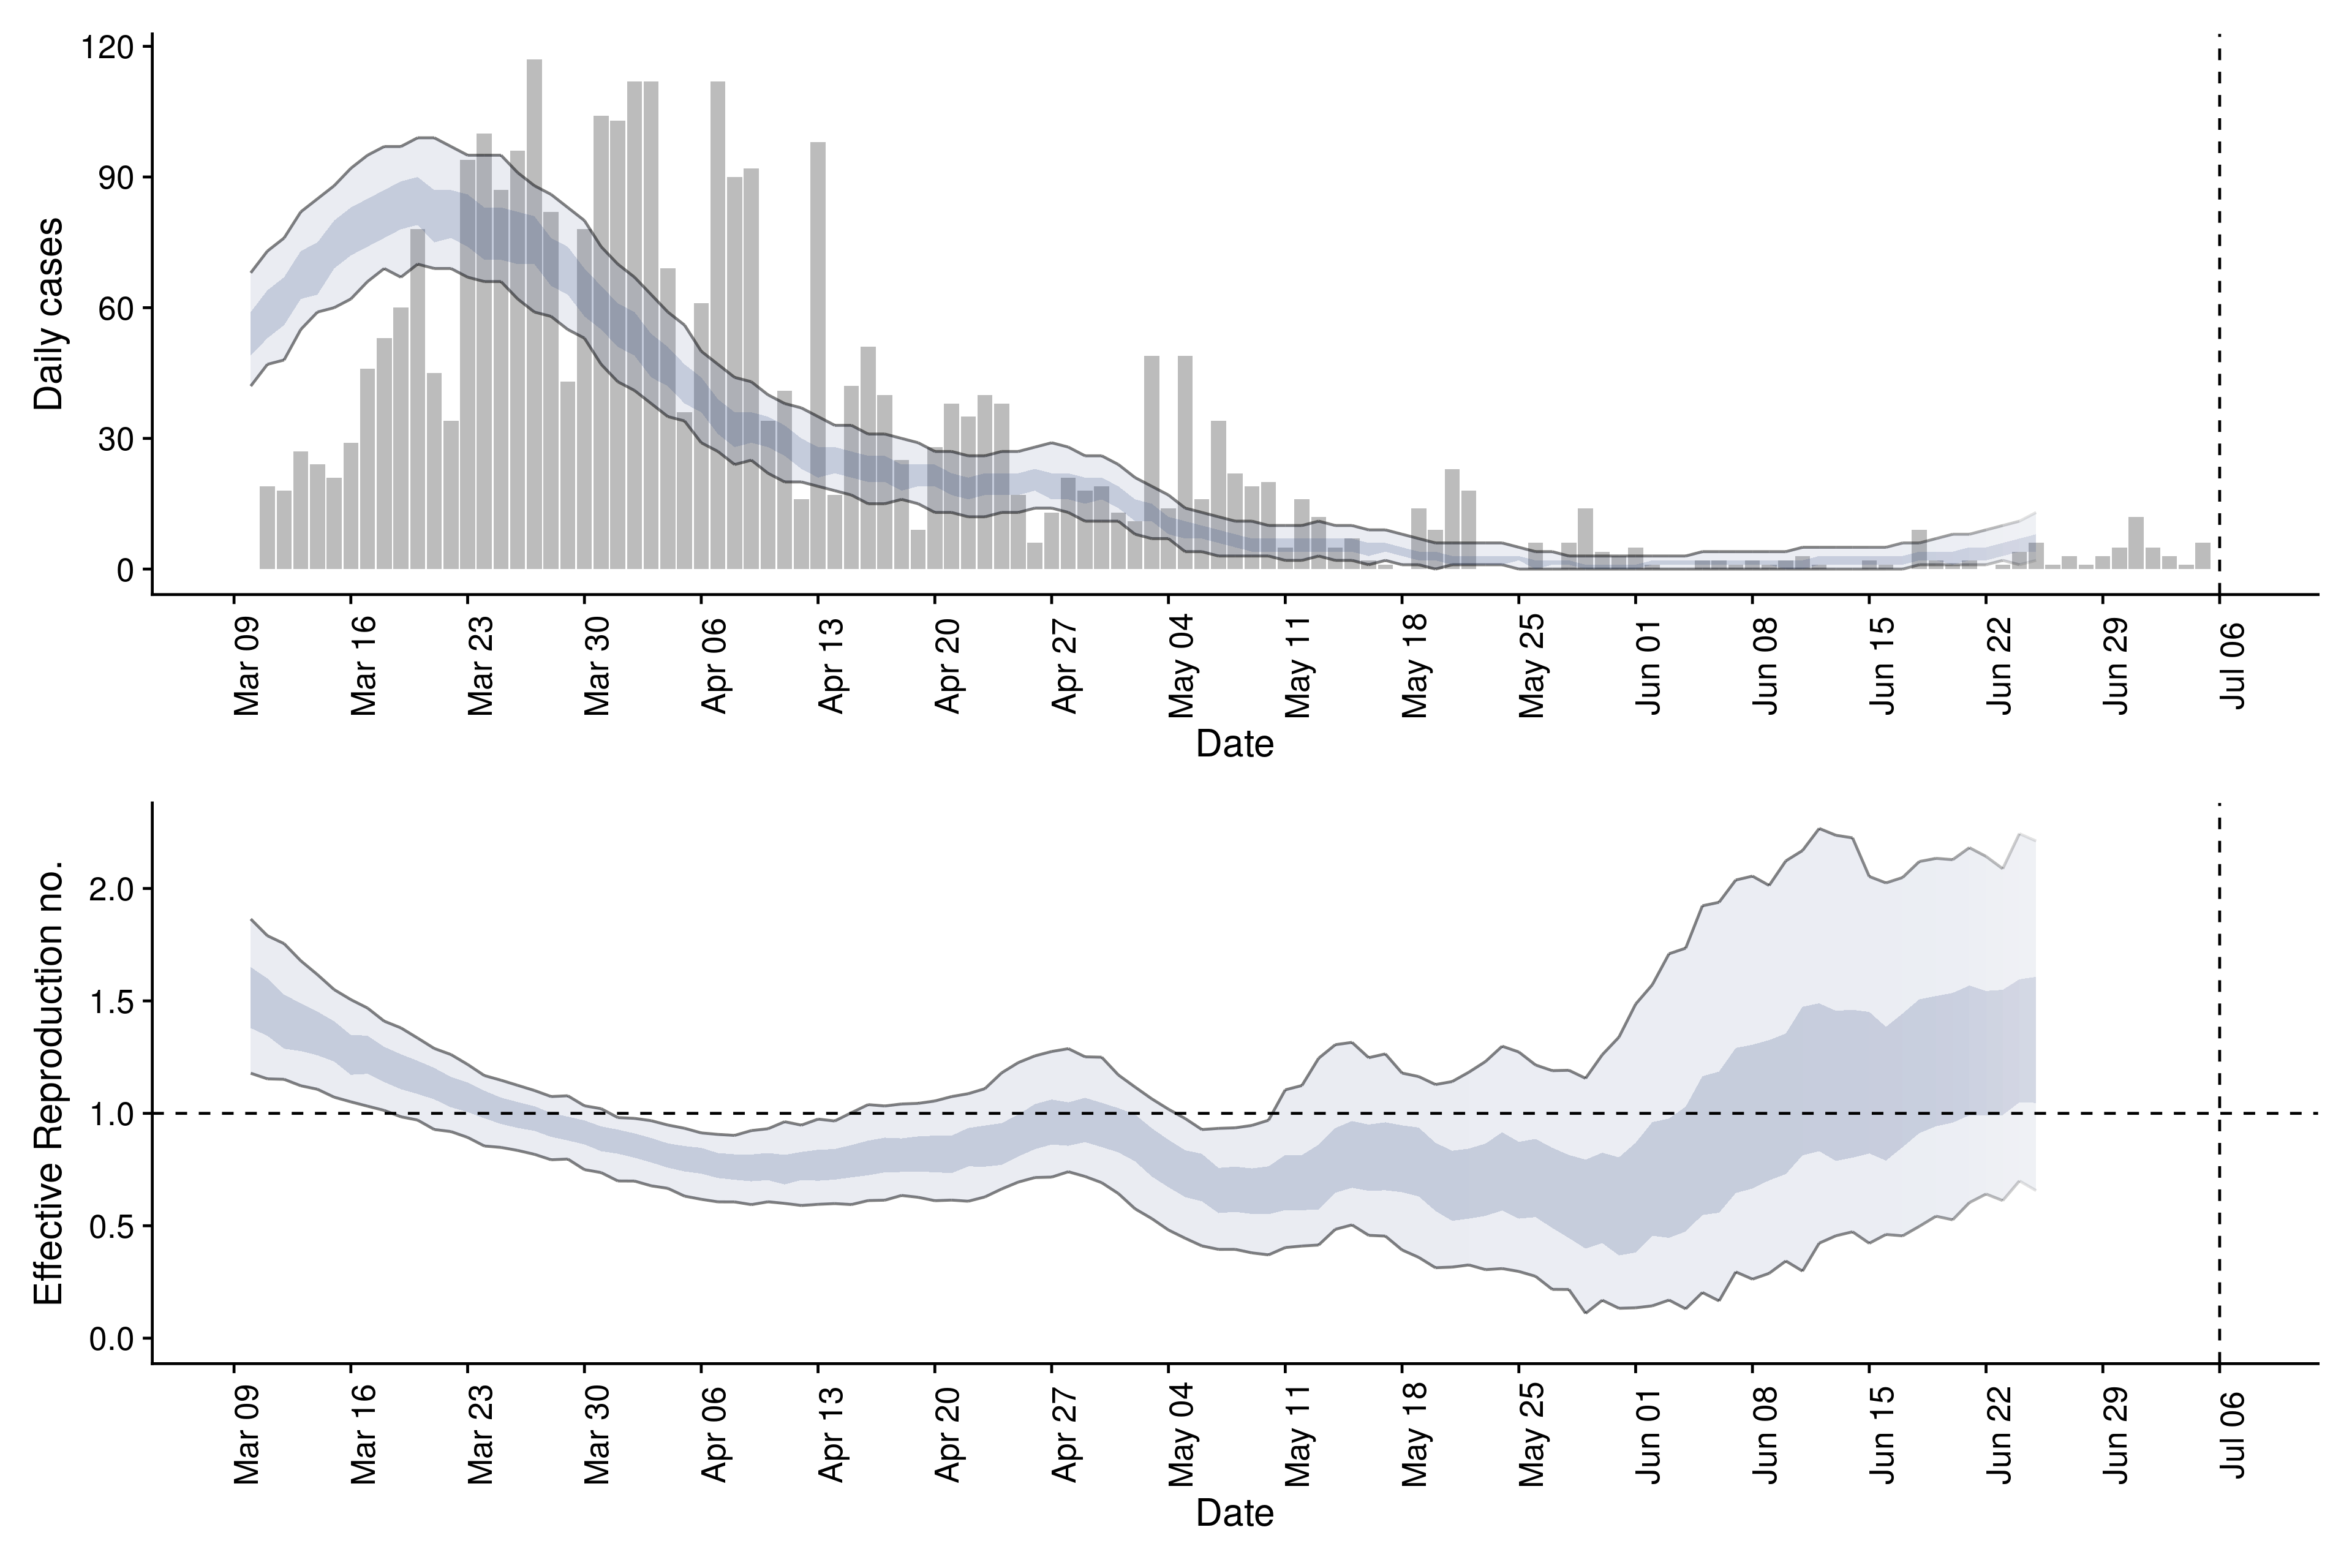 Daily cases
120
90
60
30
0
Mar 09 Mar 16 Mar 23 Mar 30 Apr 06 Apr 13 Apr 20 Apr 27 May 04 May 11 May 18 May 25 Jun 01 Jun 08 Jun 15 Jun 22 Jun 29 Jul 06
Date
Effective Reproduction no.
2.0
1.5
1.0
0.5
0.0
Mar 09 Mar 16 Mar 23 Mar 30 Apr 06 Apr 13 Apr 20 Apr 27 May 04 May 11 May 18 May 25 Jun 01 Jun 08 Jun 15 Jun 22 Jun 29 Jul 06
Date